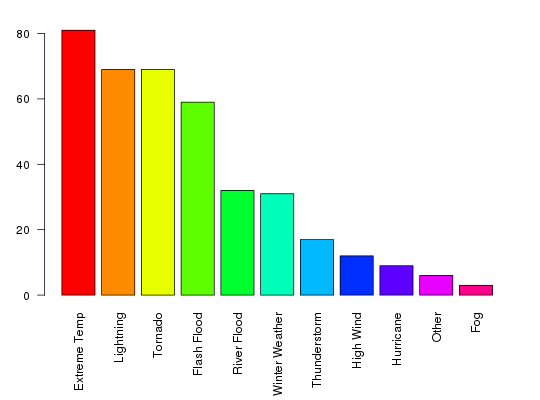 80
60
40
20
0
Extreme Temp
Lightning
Tornado
Flash Flood
River Flood
Winter Weather
Thunderstorm
High Wind
Hurricane
Other
Fog